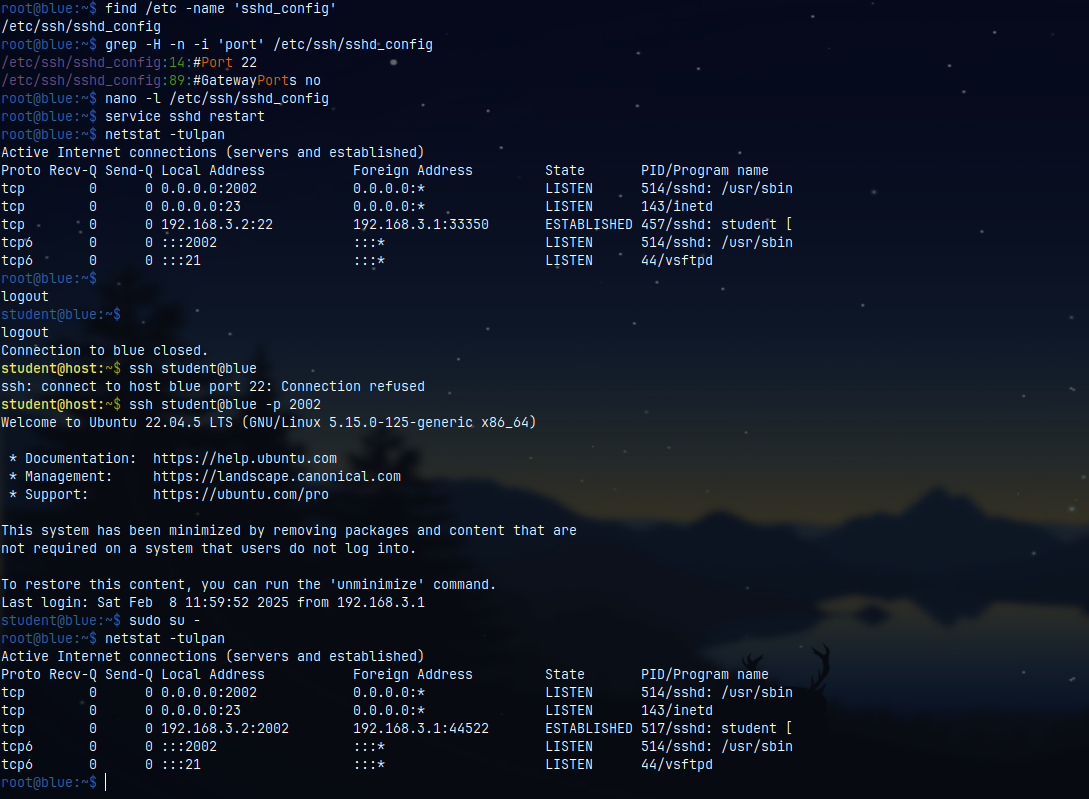 root@blue:~$ find /etc -name 'sshd_config'
/etc/ssh/sshd_config
root@blue:~$ grep -H -n -i 'port' /etc/ssh/sshd_config
/etc/ssh/sshd_config:14:#Port 22
/etc/ssh/sshd_config:89:#GatewayPorts no
root@blue:~$ nano -l /etc/ssh/sshd_config
root@blue:~$ service sshd restart
root@blue:~$ netstat -tulpan
Active Internet connections (servers and established)
Proto Recv-Q Send-Q Local Address           Foreign Address         State       PID/Program name
tcp        0      0 0.0.0.0:2002            0.0.0.0:*               LISTEN      514/sshd: /usr/sbin
tcp        0      0 0.0.0.0:23              0.0.0.0:*               LISTEN      143/inetd
tcp        0      0 192.168.3.2:22          192.168.3.1:33350       ESTABLISHED 457/sshd: student [
tcp6       0      0 :::2002                 :::*                    LISTEN      514/sshd: /usr/sbin
tcp6       0      0 :::21                   :::*                    LISTEN      44/vsftpd
root@blue:~$
logout
student@blue:~$
logout
Connection to blue closed.
student@host:~$ ssh student@blue
ssh: connect to host blue port 22: Connection refused
student@host:~$ ssh student@blue -p 2002
Welcome to Ubuntu 22.04.5 LTS (GNU/Linux 5.15.0-125-generic x86_64)

 * Documentation:  https://help.ubuntu.com
 * Management:     https://landscape.canonical.com
 * Support:        https://ubuntu.com/pro

This system has been minimized by removing packages and content that are
not required on a system that users do not log into.

To restore this content, you can run the 'unminimize' command.
Last login: Sat Feb  8 11:59:52 2025 from 192.168.3.1
student@blue:~$ sudo su -
root@blue:~$ netstat -tulpan
Active Internet connections (servers and established)
Proto Recv-Q Send-Q Local Address           Foreign Address         State       PID/Program name
tcp        0      0 0.0.0.0:2002            0.0.0.0:*               LISTEN      514/sshd: /usr/sbin
tcp        0      0 0.0.0.0:23              0.0.0.0:*               LISTEN      143/inetd
tcp        0      0 192.168.3.2:2002        192.168.3.1:44522       ESTABLISHED 517/sshd: student [
tcp6       0      0 :::2002                 :::*                    LISTEN      514/sshd: /usr/sbin
tcp6       0      0 :::21                   :::*                    LISTEN      44/vsftpd
root@blue:~$